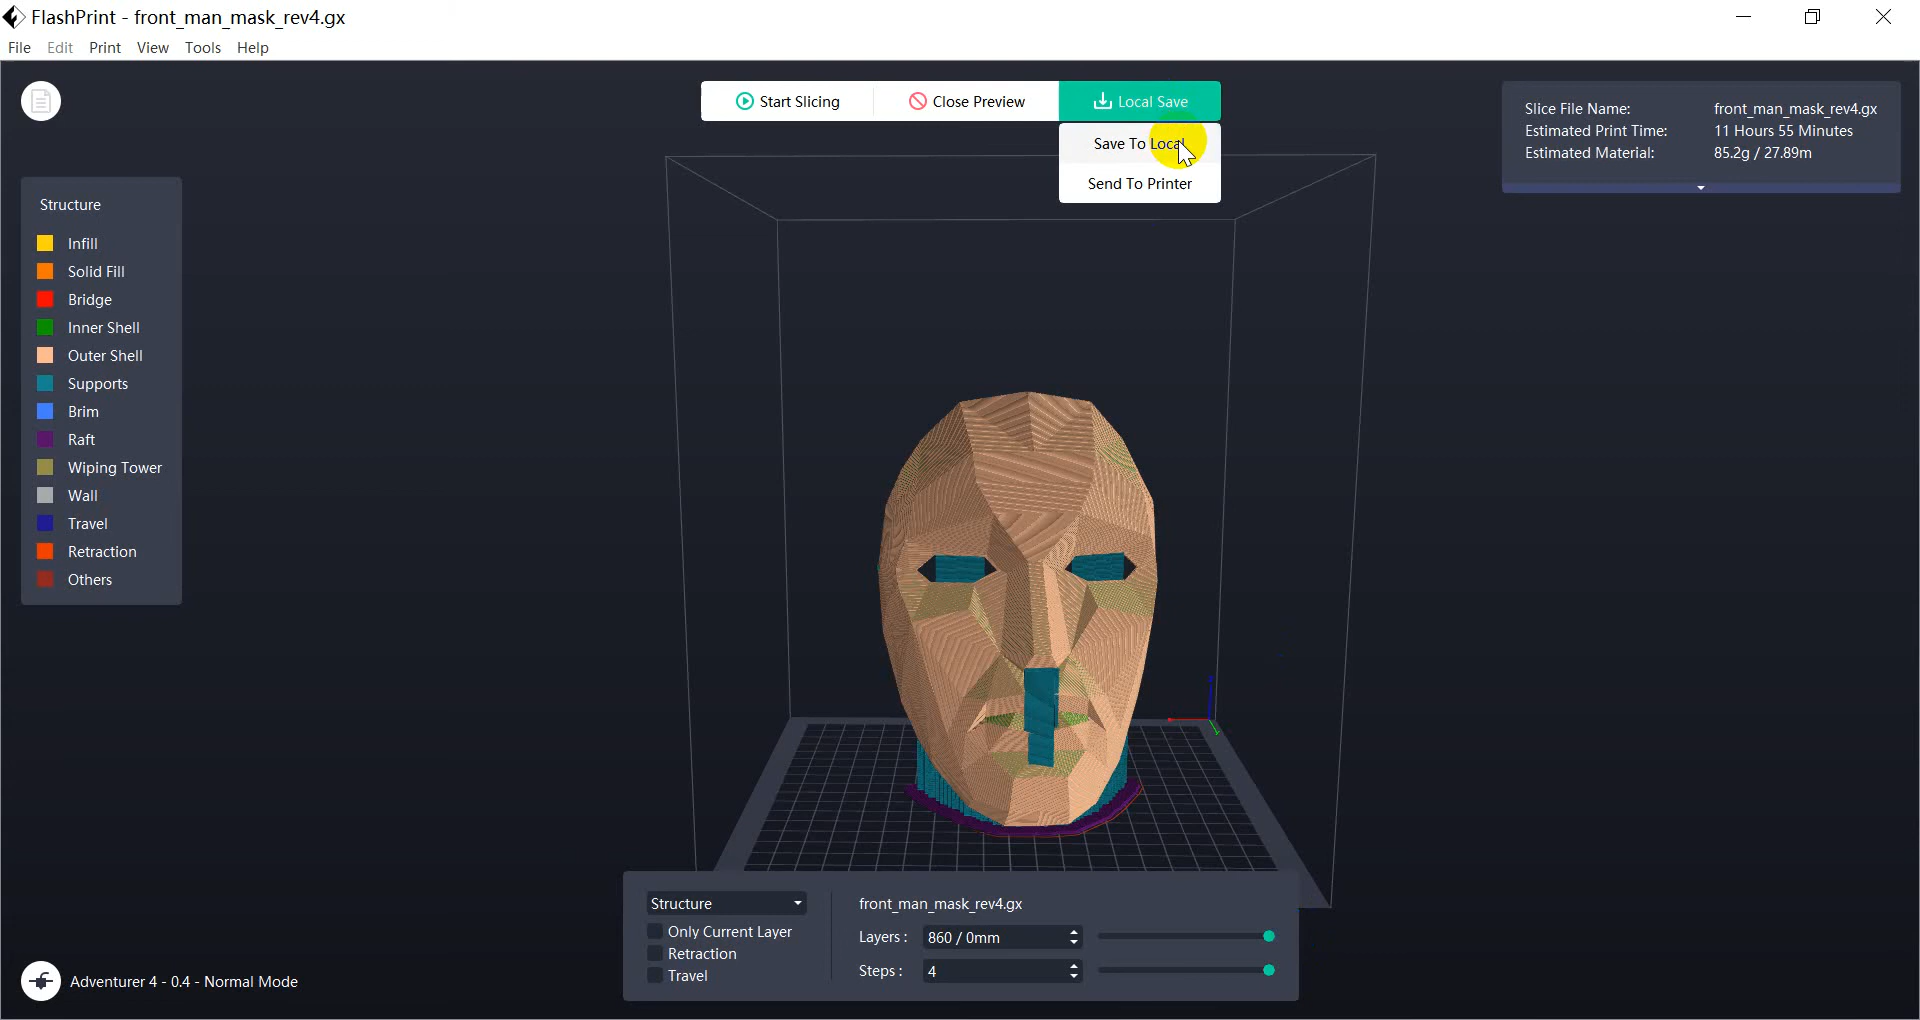 FlashPrint - front_man_mask_rev4.gx
File Edit Print View Tools Help
Start Slicing
Close Preview
Local Save
Save To Local
Send To Printer
Slice File Name: front_man_mask_rev4.gx
Estimated Print Time: 11 Hours 55 Minutes
Estimated Material: 85.2g / 27.89m
Structure
Infill
Solid Fill
Bridge
Inner Shell
Outer Shell
Supports
Brim
Raft
Wiping Tower
Wall
Travel
Retraction
Others
Structure
Only Current Layer
Retraction
Travel
front_man_mask_rev4.gx
Layers: 860 / 0mm
Steps: 4
Adventurer 4 - 0.4 - Normal Mode